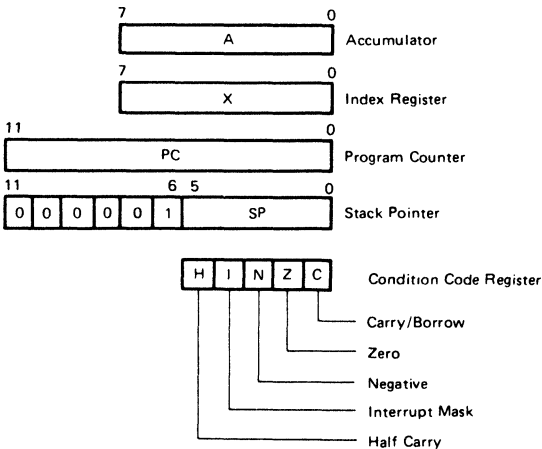 7 0
A Accumulator
7 0
X Index Register
11 0
PC Program Counter
11 6 5 0
0 0 0 0 0 1 SP Stack Pointer
H I N Z C Condition Code Register
Carry/Borrow
Zero
Negative
Interrupt Mask
Half Carry